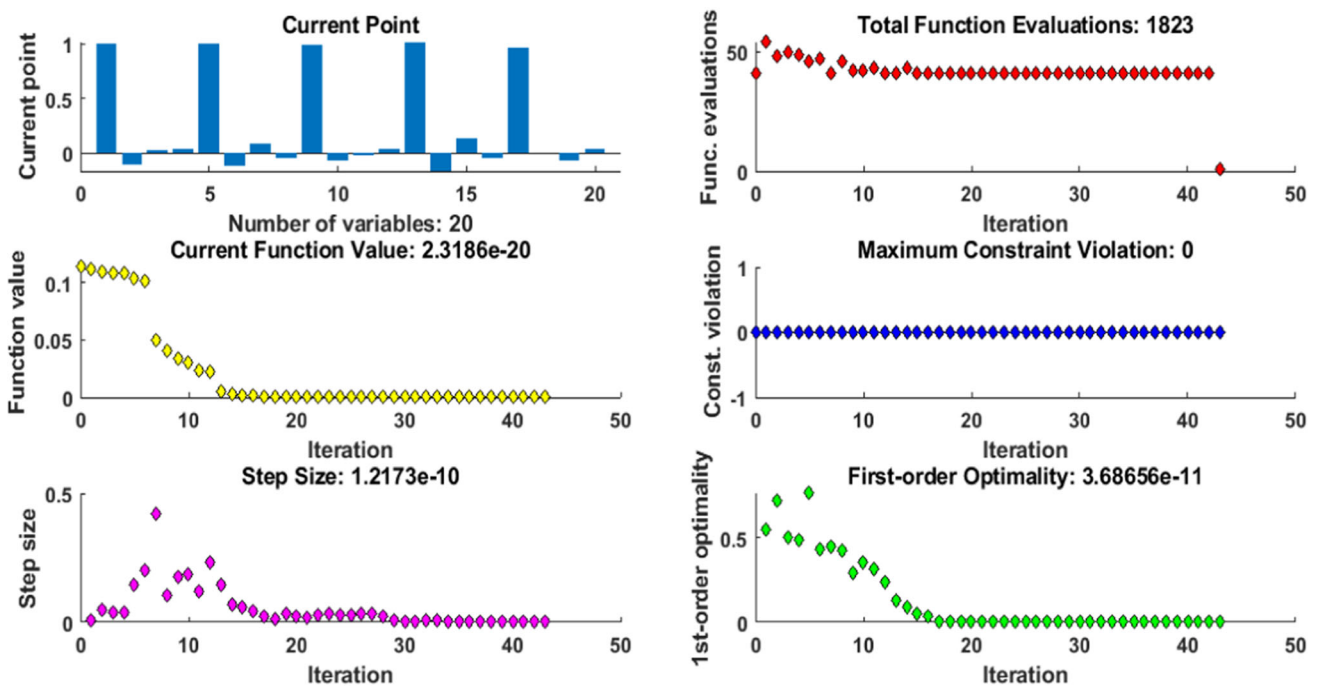 Current Point
Current point
1
0.5
0
0 5 10 15 20
Number of variables: 20
Total Function Evaluations: 1823
Func. evaluations
50
0
0 10 20 30 40 50
Iteration
Current Function Value: 2.3186e-20
Function value
0.1
0.05
0
0 10 20 30 40 50
Iteration
Maximum Constraint Violation: 0
Const. violation
1
0
-1
0 10 20 30 40 50
Iteration
Step Size: 1.2173e-10
Step size
0.5
0
0 10 20 30 40 50
Iteration
First-order Optimality: 3.68656e-11
1st-order optimality
0.5
0
0 10 20 30 40 50
Iteration